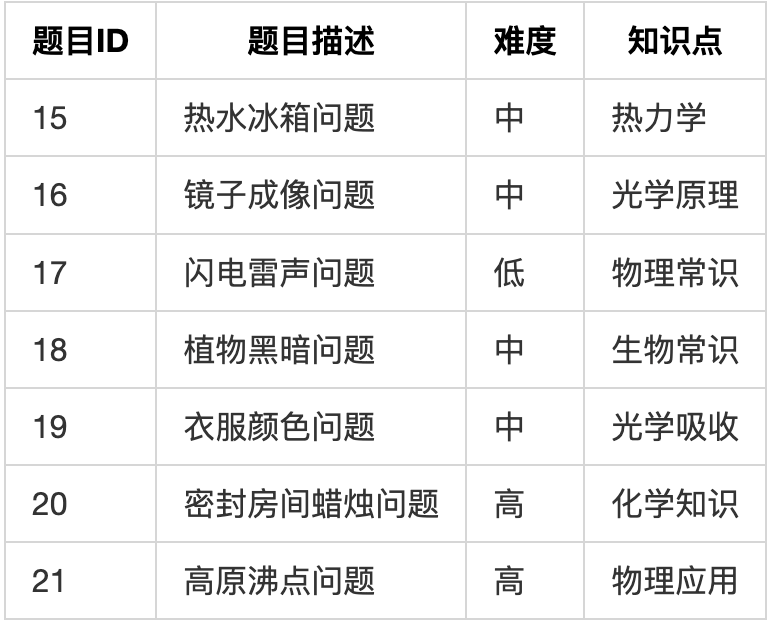 题目ID 题目描述 难度 知识点
15 热水冰箱问题 中 热力学
16 镜子成像问题 中 光学原理
17 闪电雷声问题 低 物理常识
18 植物黑暗问题 中 生物常识
19 衣服颜色问题 中 光学吸收
20 密封房间蜡烛问题 高 化学知识
21 高原沸点问题 高 物理应用